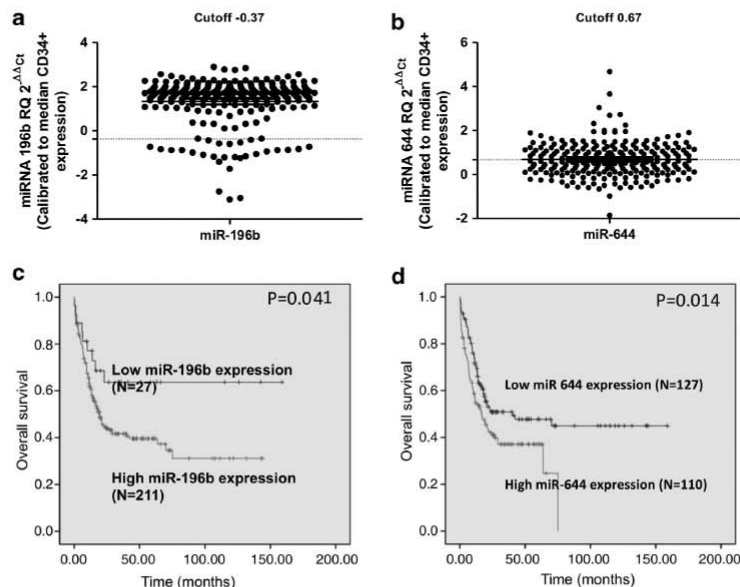 a
Cutoff -0.37
miRNA 196b RQ 2-ΔΔCt
(Calibrated to median CD34+
expression)
4
2
0
-2
-4
miR-196b
b
Cutoff 0.67
miRNA 644 RQ 2-ΔΔCt
(Calibrated to median CD34+
expression)
6
4
2
0
-2
miR-644
c
P=0.041
Overall survival
1.0
0.8
0.6
0.4
0.2
0.0
Low miR-196b expression
(N=27)
High miR-196b expression
(N=211)
0.00 50.00 100.00 150.00 200.00
Time (months)
d
P=0.014
Overall survival
1.0
0.8
0.6
0.4
0.2
0.0
Low miR 644 expression (N=127)
High miR-644 expression (N=110)
0.00 50.00 100.00 150.00 200.00
Time (months)